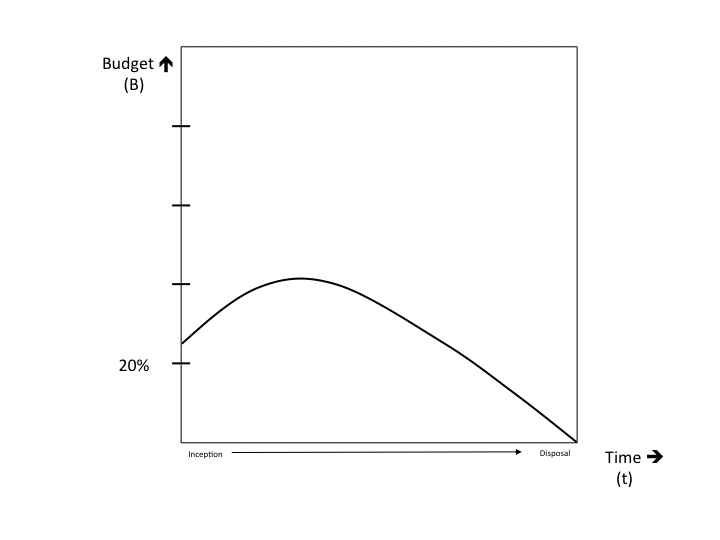 Budget 🡹
(B)
20%
Inception
Disposal
Time 🡺
(t)